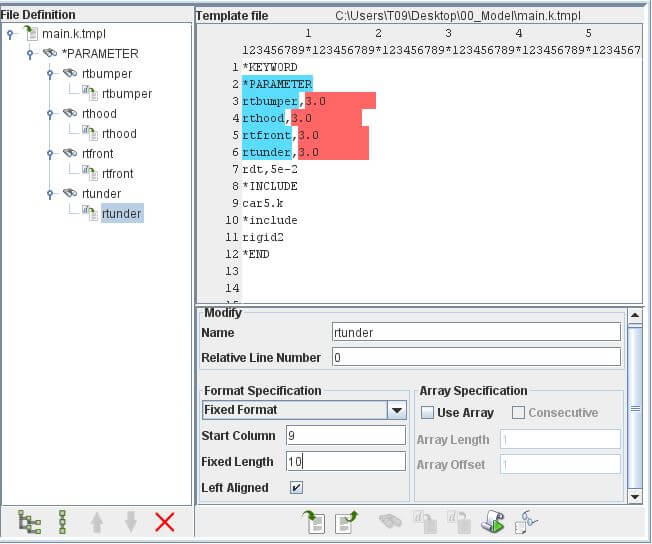 File Definition
main.k.tmpl
*PARAMETER
rtbumper
rtbumper
rthood
rthood
rtfront
rtfront
rtunder
rtunder
Template file C:\Users\T09\Desktop\00_Model\main.k.tmpl
1 2 3 4 5
123456789*123456789*123456789*123456789*123456789*123456
1 *KEYWORD
2 *PARAMETER
3 rtbumper,3.0
4 rthood,3.0
5 rtfront,3.0
6 rtunder,3.0
7 rdt,5e-2
8 *INCLUDE
9 car5.k
10 *include
11 rigid2
12 *END
13
14
15
Modify
Name rtunder
Relative Line Number 0
Format Specification
Fixed Format
Start Column 9
Fixed Length 10
Left Aligned
Array Specification
Use Array Consecutive
Array Length 1
Array Offset 1